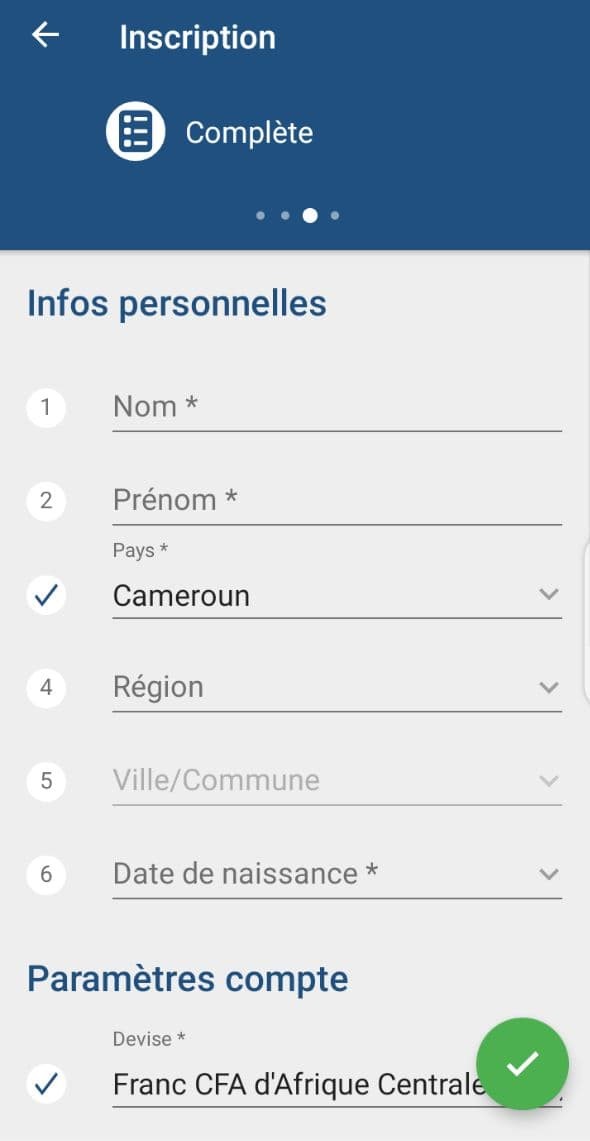 Inscription
Complète
Infos personnelles
1 Nom *
2 Prénom *
Pays *
Cameroun
4 Région
5 Ville/Commune
6 Date de naissance *
Paramètres compte
Devise *
Franc CFA d'Afrique Centrale